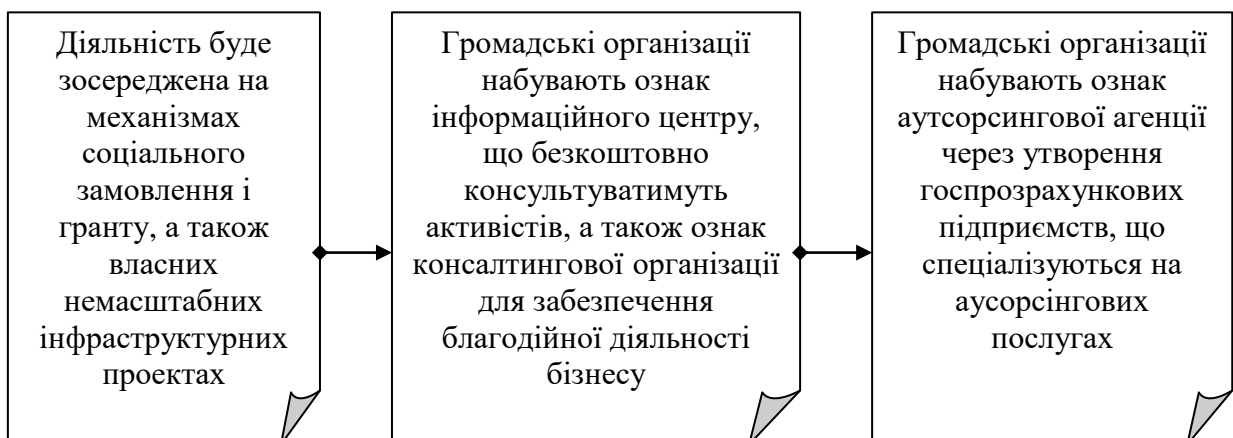 Діяльність буде
зосереджена на
механізмах
соціального
замовлення і
гранту, а також
власних
немасштабних
інфраструктурних
проектах
Громадські організації
набувають ознак
інформаційного центру,
що безкоштовно
консультуватимуть
активістів, а також ознак
консалтингової організації
для забезпечення
благодійної діяльності
бізнесу
Громадські організації
набувають ознак
аутсорсингової агенції
через утворення
госпрозрахункових
підприємств, що
спеціалізуються на
аусорсінгових
послугах